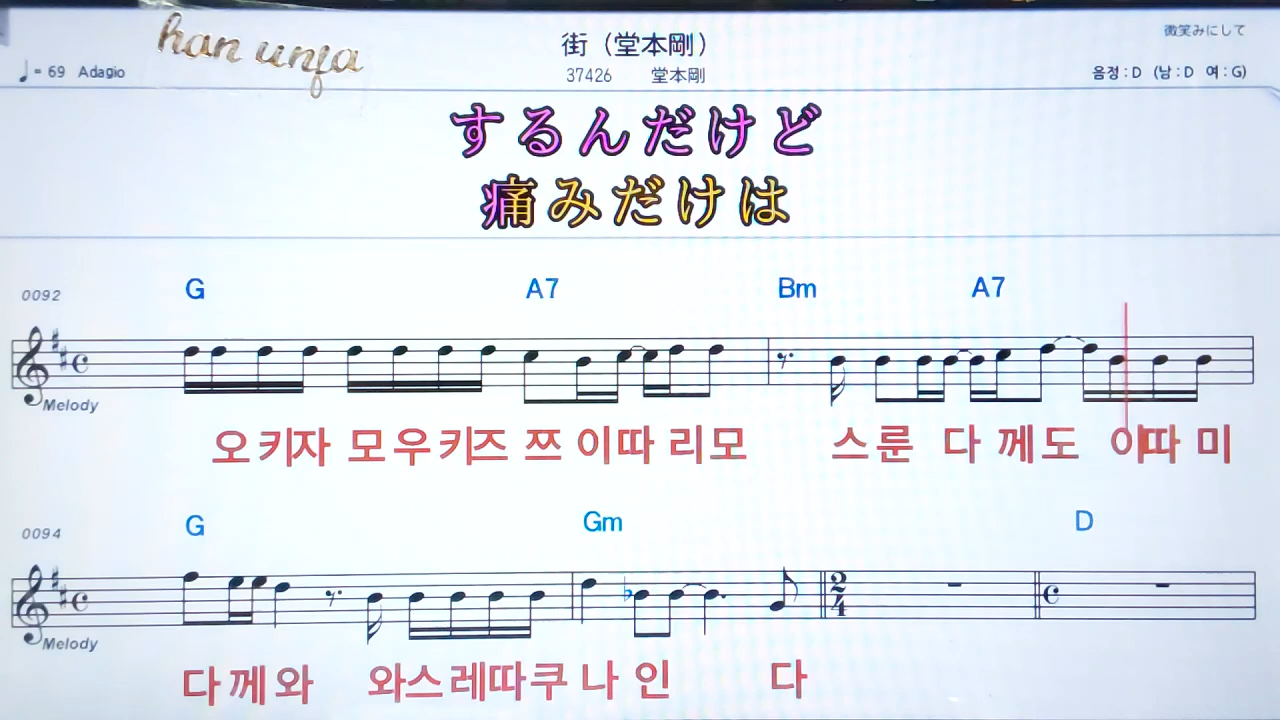 han unja
街 (堂本剛)
微笑みにして
♩= 69 Adagio
37426 堂本剛
음정 : D (남 : D 여 : G)
するんだけど
痛みだけは
0092
G A7 Bm A7
Melody
오 키자 모우키즈 쯔 이따 리모 스룬 다 께도 이따 미
0094
G Gm D
2
4
Melody
다께와 와스레따쿠 나 인 다